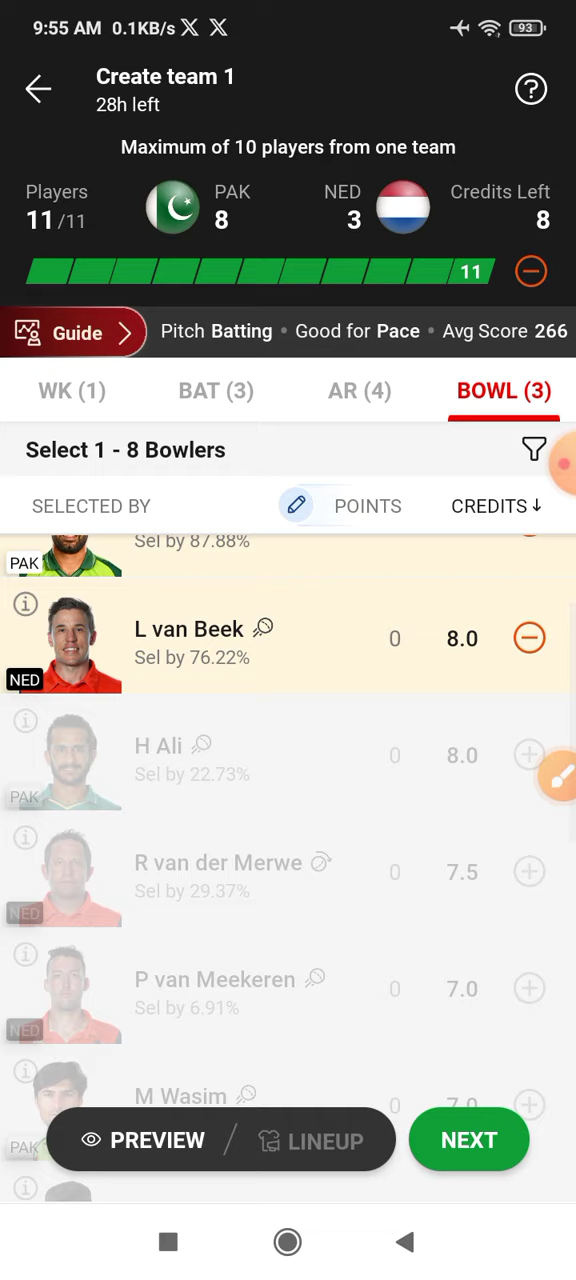 9:55 AM 0.1KB/s X X 93
Create team 1
28h left
Maximum of 10 players from one team
Players PAK NED Credits Left
11/11 8 3 8
11
Guide Pitch Batting • Good for Pace • Avg Score 266
WK (1) BAT (3) AR (4) BOWL (3)
Select 1 - 8 Bowlers
SELECTED BY POINTS CREDITS↓
Sel by 87.88%
PAK
L van Beek 0 8.0
Sel by 76.22%
NED
H Ali 0 8.0
Sel by 22.73%
PAK
R van der Merwe 0 7.5
Sel by 29.37%
NED
P van Meekeren 0 7.0
Sel by 6.91%
NED
M Wasim 0 7.0
PAK
PREVIEW / LINEUP NEXT